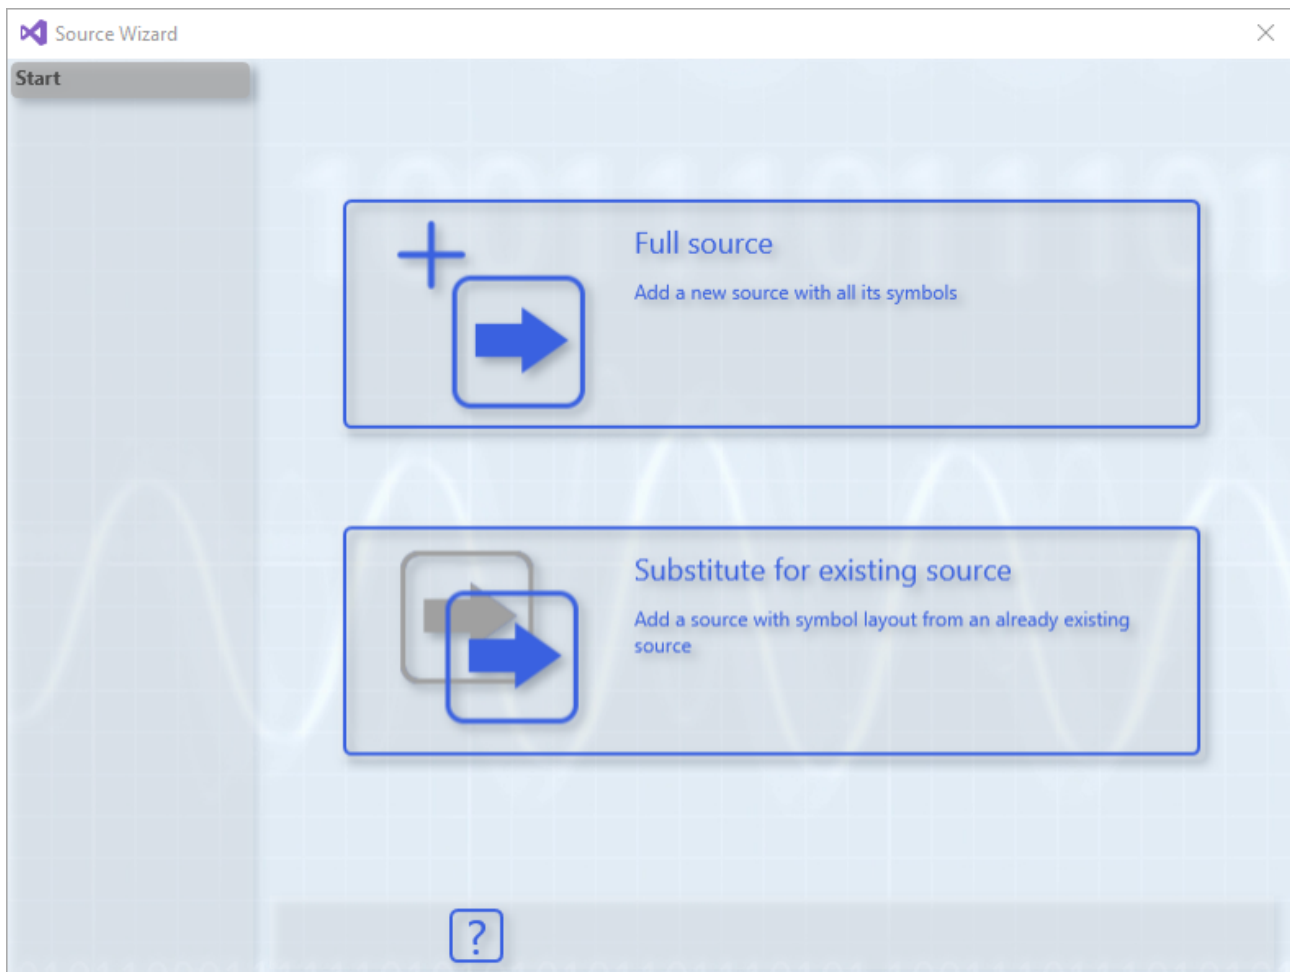 Source Wizard
Start
10011101111101
Full source
Add a new source with all its symbols
Substitute for existing source
Add a source with symbol layout from an already existing
source
?